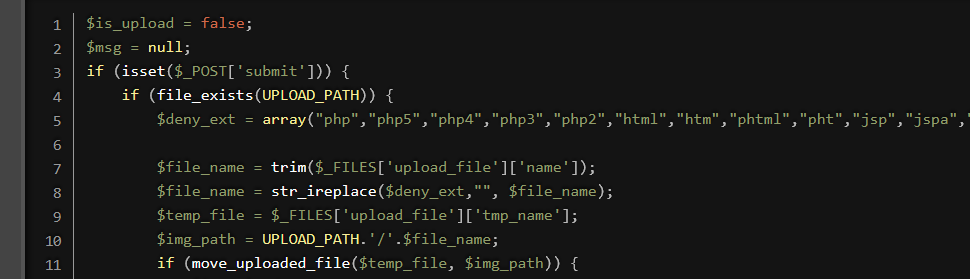 1 $is_upload = false;
2 $msg = null;
3 if (isset($_POST['submit'])) {
4 if (file_exists(UPLOAD_PATH)) {
5 $deny_ext = array("php","php5","php4","php3","php2","html","htm","phtml","pht","jsp","jspa",
6
7 $file_name = trim($_FILES['upload_file']['name']);
8 $file_name = str_ireplace($deny_ext,"", $file_name);
9 $temp_file = $_FILES['upload_file']['tmp_name'];
10 $img_path = UPLOAD_PATH.'/'.$file_name;
11 if (move_uploaded_file($temp_file, $img_path)) {